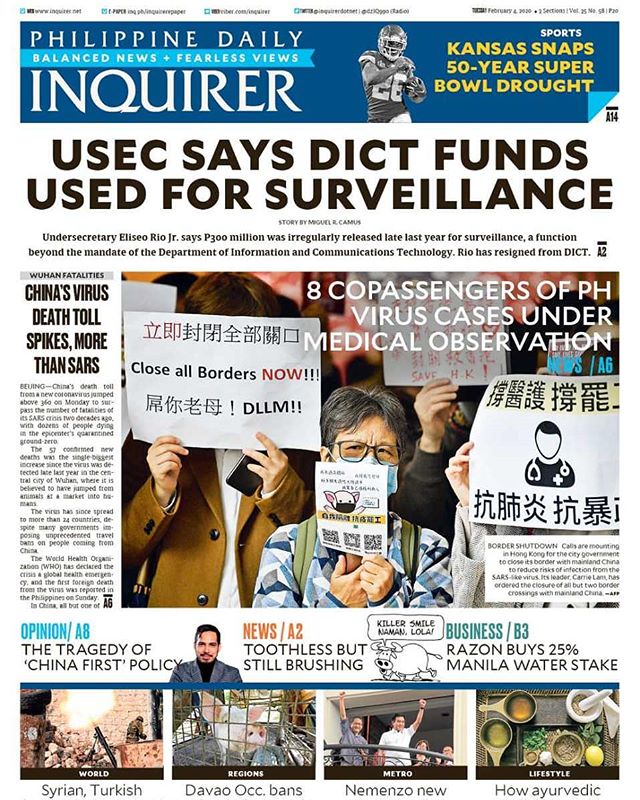 WEB www.inquirer.net
E-PAPER inq.ph/inquirerepaper
VIBER viber.com/inquirer
TWITTER @inquirerdotnet | @dziq990 (Radio)
TUESDAY February 4, 2020 • 3 Sections | Vol. 35 No. 58 | P20
PHILIPPINE DAILY
BALANCED NEWS + FEARLESS VIEWS
INQUIRER
SPORTS
KANSAS SNAPS
50-YEAR SUPER
BOWL DROUGHT
A14
26
USEC SAYS DICT FUNDS
USED FOR SURVEILLANCE
STORY BY MIGUEL R. CAMUS
Undersecretary Eliseo Rio Jr. says P300 million was irregularly released late last year for surveillance, a function
beyond the mandate of the Department of Information and Communications Technology. Rio has resigned from DICT. A2
WUHAN FATALITIES
CHINA'S VIRUS
DEATH TOLL
SPIKES, MORE
THAN SARS
BEIJING—China's death toll
from a new coronavirus jumped
above 360 on Monday to sur-
pass the number of fatalities of
its SARS crisis two decades ago,
with dozens of people dying
in the epicenter's quarantined
ground-zero.
The 57 confirmed new
deaths was the single-biggest
increase since the virus was de-
tected late last year in the cen-
tral city of Wuhan, where it is
believed to have jumped from
animals at a market into hu-
mans.
The virus has since spread
to more than 24 countries, de-
spite many governments im-
posing unprecedented travel
bans on people coming from
China.
The World Health Organi-
zation (WHO) has declared the
crisis a global health emergen-
cy, and the first foreign death
from the virus was reported in
the Philippines on Sunday.
In China, all but one of A6
8 COPASSENGERS OF PH
VIRUS CASES UNDER
MEDICAL OBSERVATION
NEWS / A6
立即封閉全部關口
Close all Borders NOW!!!
屌你老母！DLLM!!
SAVE H.K!
撐醫護 撐罷工
抗肺炎抗暴
BORDER SHUTDOWN Calls are mounting
in Hong Kong for the city government
to close its border with mainland China
to reduce risks of infection from the
SARS-like virus. Its leader, Carrie Lam, has
ordered the closure of all but two border
crossings with mainland China. —AFP
OPINION / A8
THE TRAGEDY OF
'CHINA FIRST' POLICY
NEWS / A2
TOOTHLESS BUT
STILL BRUSHING
KILLER SMILE
NAMAN, LOLA!
BUSINESS / B3
RAZON BUYS 25%
MANILA WATER STAKE
WORLD
Syrian, Turkish
REGIONS
Davao Occ. bans
METRO
Nemenzo new
LIFESTYLE
How ayurvedic